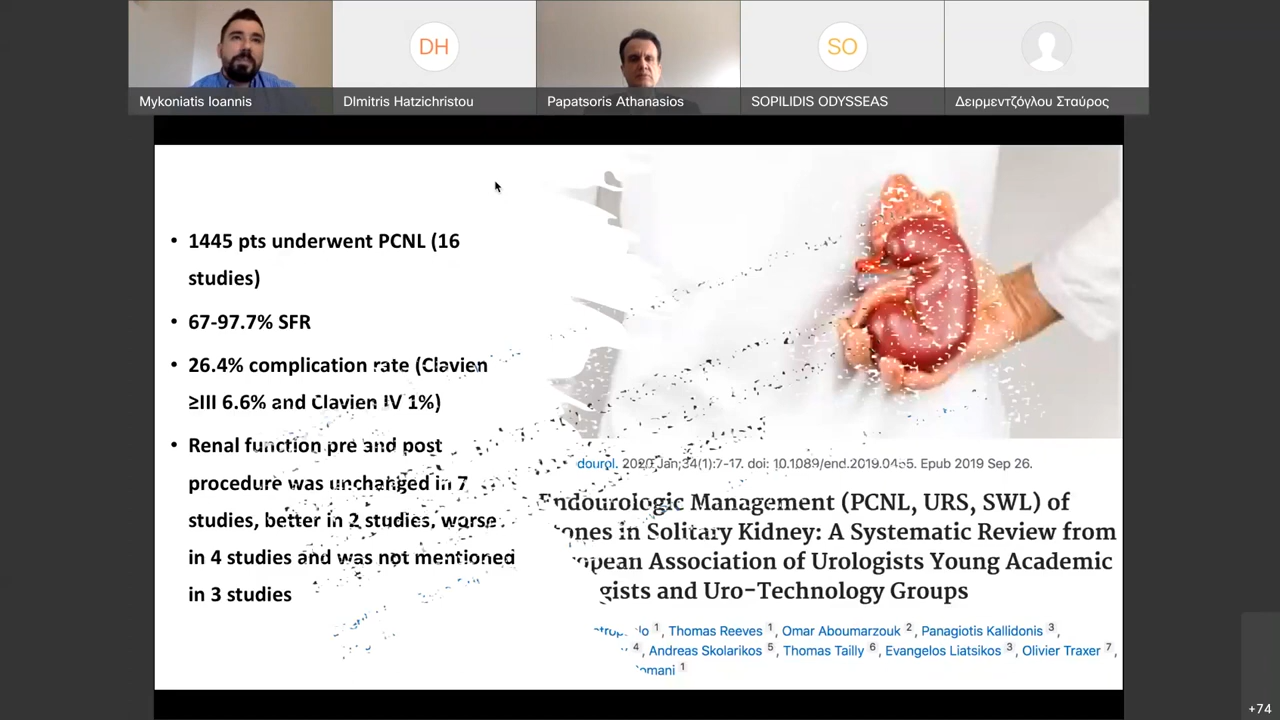 DH
SO
Mykoniatis Ioannis
DImitris Hatzichristou
Papatsoris Athanasios
SOPILIDIS ODYSSEAS
Δειρμεντζόγλου Σταύρος
• 1445 pts underwent PCNL (16
studies)
• 67-97.7% SFR
• 26.4% complication rate (Clavien
≥III 6.6% and Clavien IV 1%)
• Renal function pre and post
procedure was unchanged in 7
studies, better in 2 studies, worse
in 4 studies and was not mentioned
in 3 studies
2020 Jan;34(1):7-17. doi: Epub 2019 Sep 26.
Endourologic Management (PCNL, URS, SWL) of
in Solitary Kidney: A Systematic Review from
Association of Urologists Young Academic
and Uro-Technology Groups
1, Thomas Reeves 1, Omar Aboumarzouk 2, Panagiotis Kallidonis 3,
4, Andreas Skolarikos 5, Thomas Tailly 6, Evangelos Liatsikos 3, Olivier Traxer 7,
1
+74